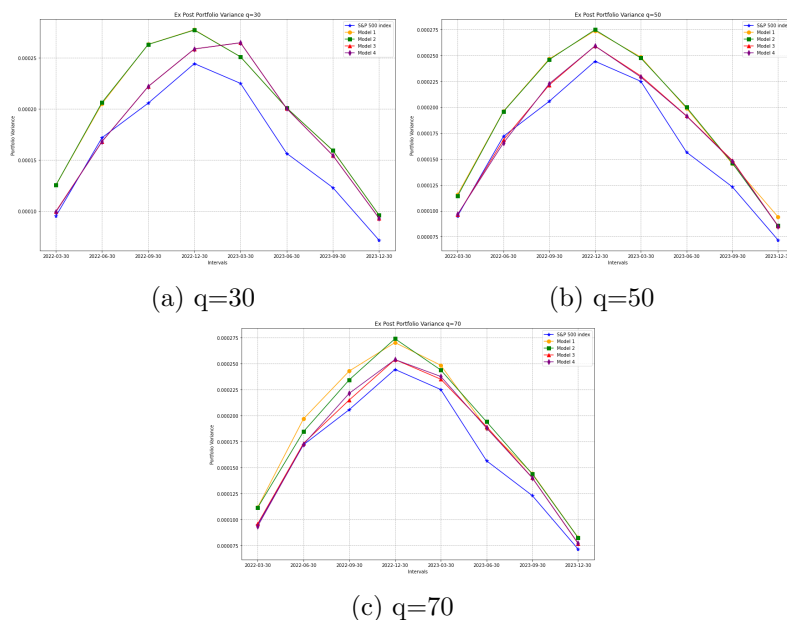 Ex Post Portfolio Variance q=30
S&P 500 index
Model 1
Model 2
Model 3
Model 4
0.00025
0.00020
0.00015
0.00010
Portfolio Variance
2022-03-30 2022-06-30 2022-09-30 2022-12-30 2023-03-30 2023-06-30 2023-09-30 2023-12-30
Intervals
(a) q=30
Ex Post Portfolio Variance q=50
S&P 500 index
Model 1
Model 2
Model 3
Model 4
0.000275
0.000250
0.000225
0.000200
0.000175
0.000150
0.000125
0.000100
0.000075
Portfolio Variance
2022-03-30 2022-06-30 2022-09-30 2022-12-30 2023-03-30 2023-06-30 2023-09-30 2023-12-30
Intervals
(b) q=50
Ex Post Portfolio Variance q=70
S&P 500 index
Model 1
Model 2
Model 3
Model 4
0.000275
0.000250
0.000225
0.000200
0.000175
0.000150
0.000125
0.000100
0.000075
Portfolio Variance
2022-03-30 2022-06-30 2022-09-30 2022-12-30 2023-03-30 2023-06-30 2023-09-30 2023-12-30
Intervals
(c) q=70